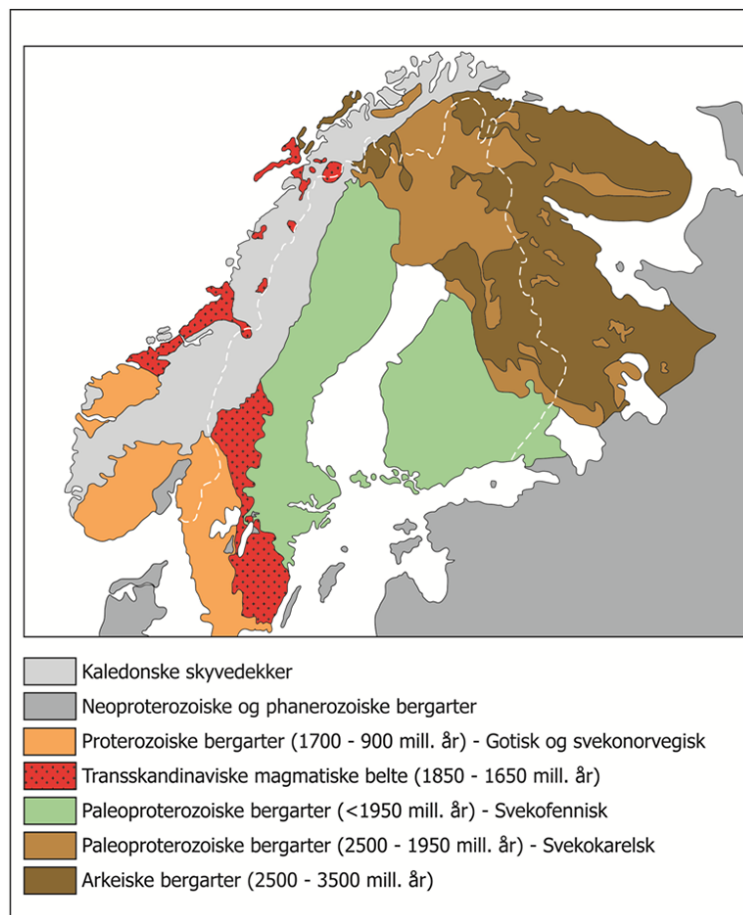 Kaledonske skyvedekker
Neoproterozoiske og phanerozoiske bergarter
Proterozoiske bergarter (1700 - 900 mill. år) - Gotisk og svekonorvegisk
Transskandinaviske magmatiske belte (1850 - 1650 mill. år)
Paleoproterozoiske bergarter (<1950 mill. år) - Svekofennisk
Paleoproterozoiske bergarter (2500 - 1950 mill. år) - Svekokarelsk
Arkeiske bergarter (2500 - 3500 mill. år)